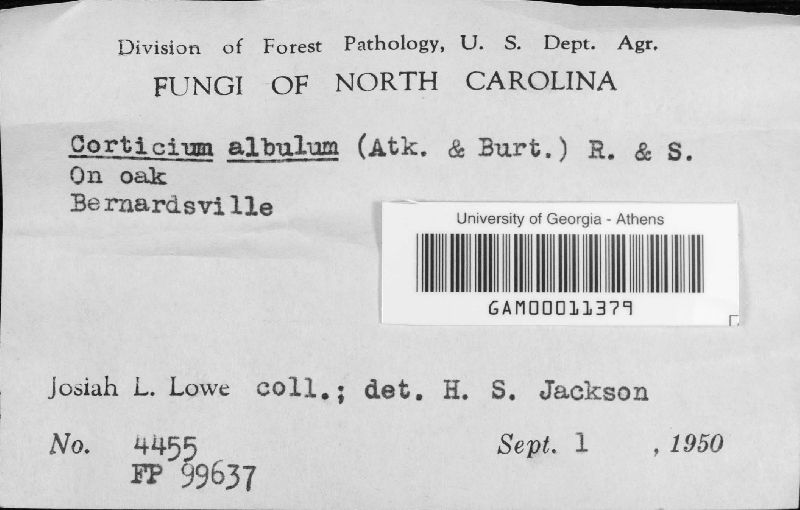 Division of Forest Pathology, U. S. Dept. Agr.
FUNGI OF NORTH CAROLINA
Corticium albulum (Atk. & Burt.) R. & S.
On oak
Bernardsville
University of Georgia - Athens
GAM00011379
Josiah L. Lowe coll.; det. H. S. Jackson
No. 4455 Sept. 1 , 1950
FP 99637